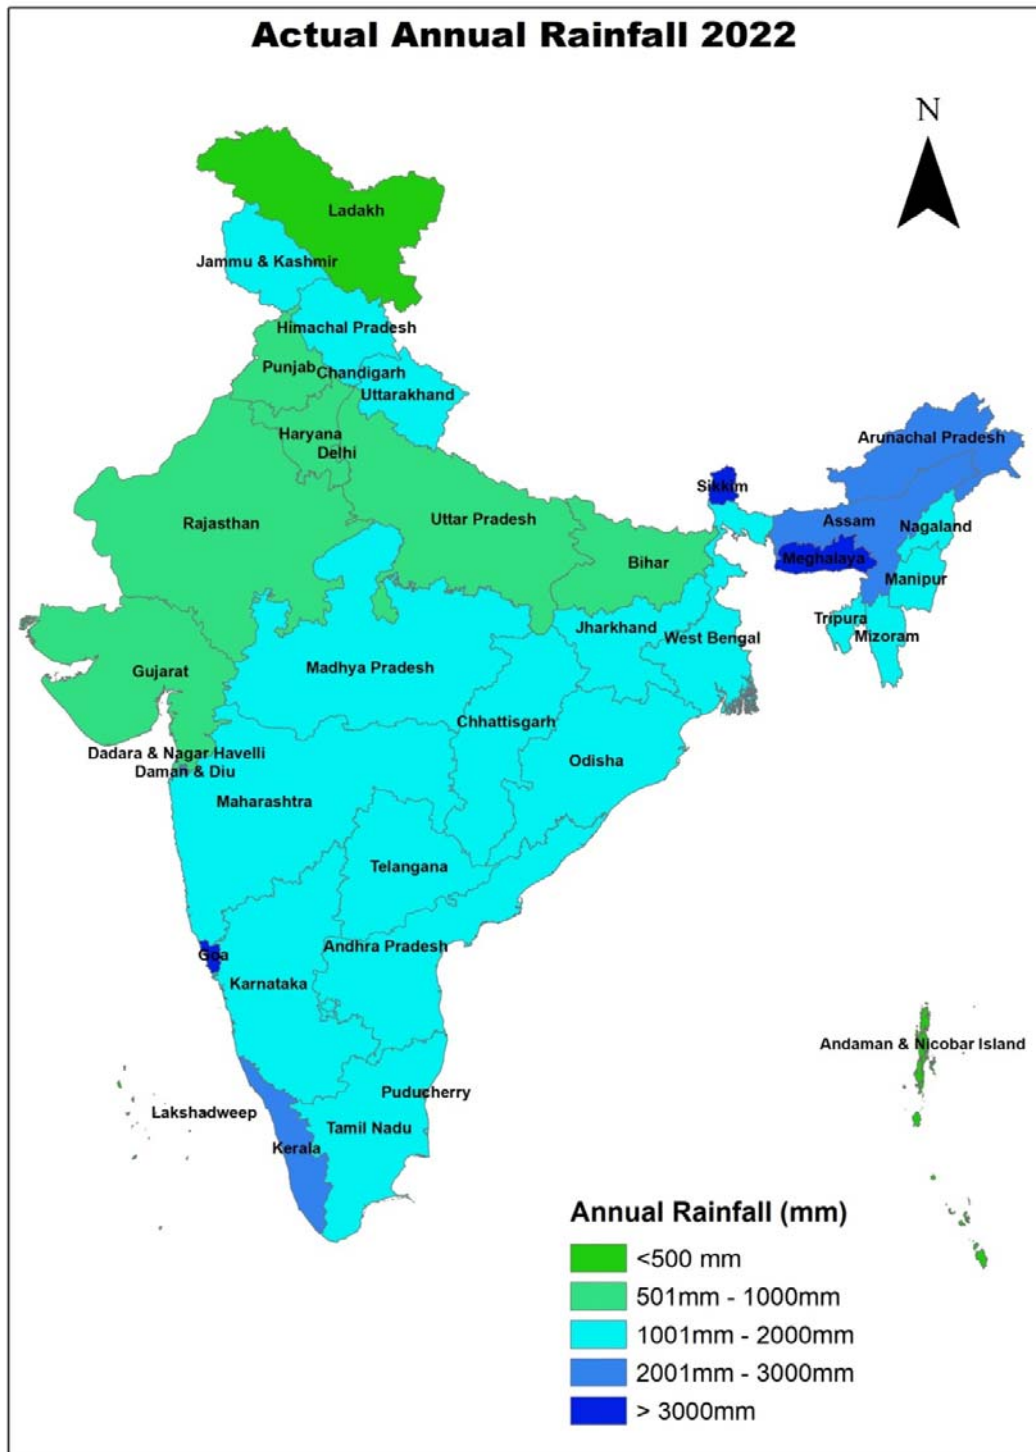 Actual Annual Rainfall 2022
N
Ladakh
Jammu & Kashmir
Himachal Pradesh
Punjab
Chandigarh
Uttarakhand
Haryana
Delhi
Arunachal Pradesh
Sikkim
Rajasthan
Uttar Pradesh
Assam
Nagaland
Bihar
Meghalaya
Manipur
Tripura
Jharkhand
West Bengal
Mizoram
Gujarat
Madhya Pradesh
Chhattisgarh
Dadara & Nagar Havelli
Daman & Diu
Odisha
Maharashtra
Telangana
Andhra Pradesh
Goa
Karnataka
Andaman & Nicobar Island
Puducherry
Lakshadweep
Tamil Nadu
Kerala
Annual Rainfall (mm)
<500 mm
501mm - 1000mm
1001mm - 2000mm
2001mm - 3000mm
> 3000mm